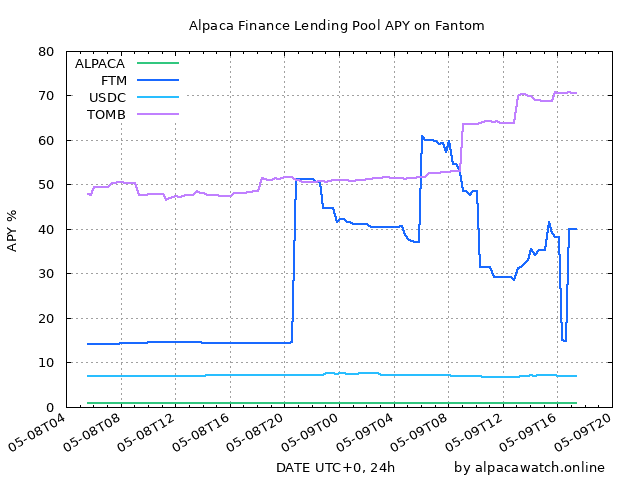 Alpaca Finance Lending Pool APY on Fantom
ALPACA
FTM
USDC
TOMB
80
70
60
50
40
30
20
10
0
APY %
05-08T04
05-08T08
05-08T12
05-08T16
05-08T20
05-09T00
05-09T04
05-09T08
05-09T12
05-09T16
05-09T20
DATE UTC+0, 24h
by alpacawatch.online